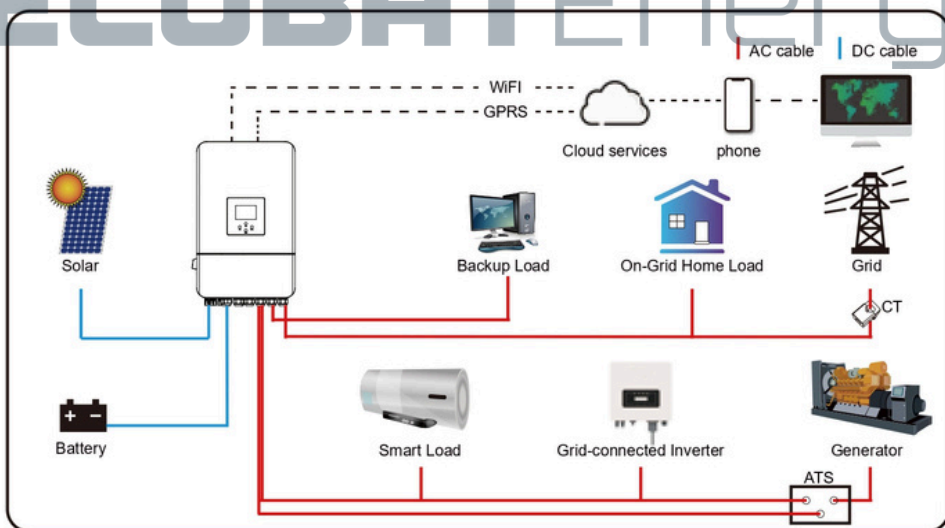 ECOBATEnerg
AC cable
DC cable
WiFI
GPRS
Cloud services
phone
Solar
Backup Load
On-Grid Home Load
Grid
CT
Battery
Smart Load
Grid-connected Inverter
Generator
ATS